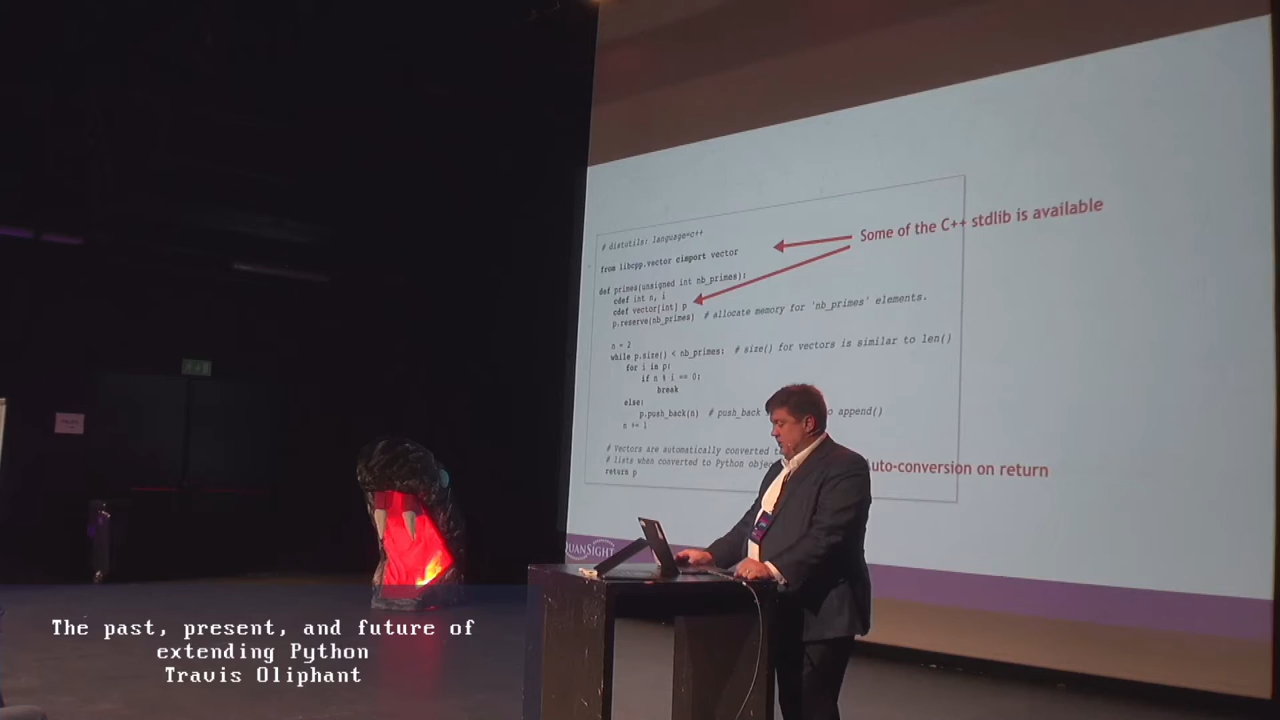 # distutils: language=c++
from libcpp.vector cimport vector
def primes(unsigned int nb_primes):
cdef int n, i
cdef vector[int] p
p.reserve(nb_primes) # allocate memory for 'nb_primes' elements.
n = 2
while p.size() < nb_primes: # size() for vectors is similar to len()
for i in p:
if n % i == 0:
break
else:
p.push_back(n) # push_back append()
n += 1
# Vectors are automatically converted
# lists when converted to Python
return p
Some of the C++ stdlib is available
Auto-conversion on return
QUANSIGHT
The past, present, and future of
extending Python
Travis Oliphant